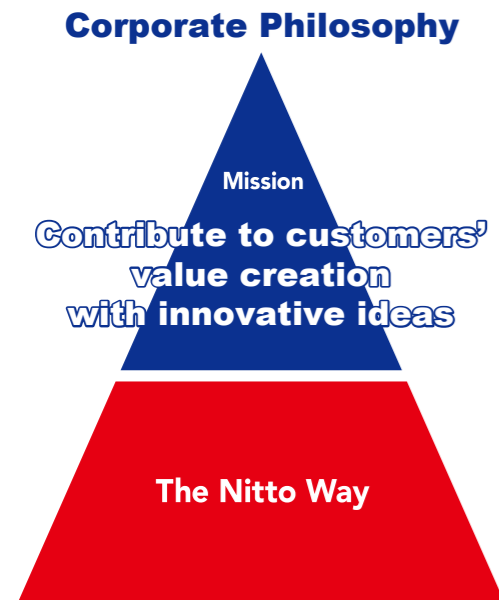 Corporate Philosophy
Mission
Contribute to customers’
value creation
with innovative ideas
The Nitto Way